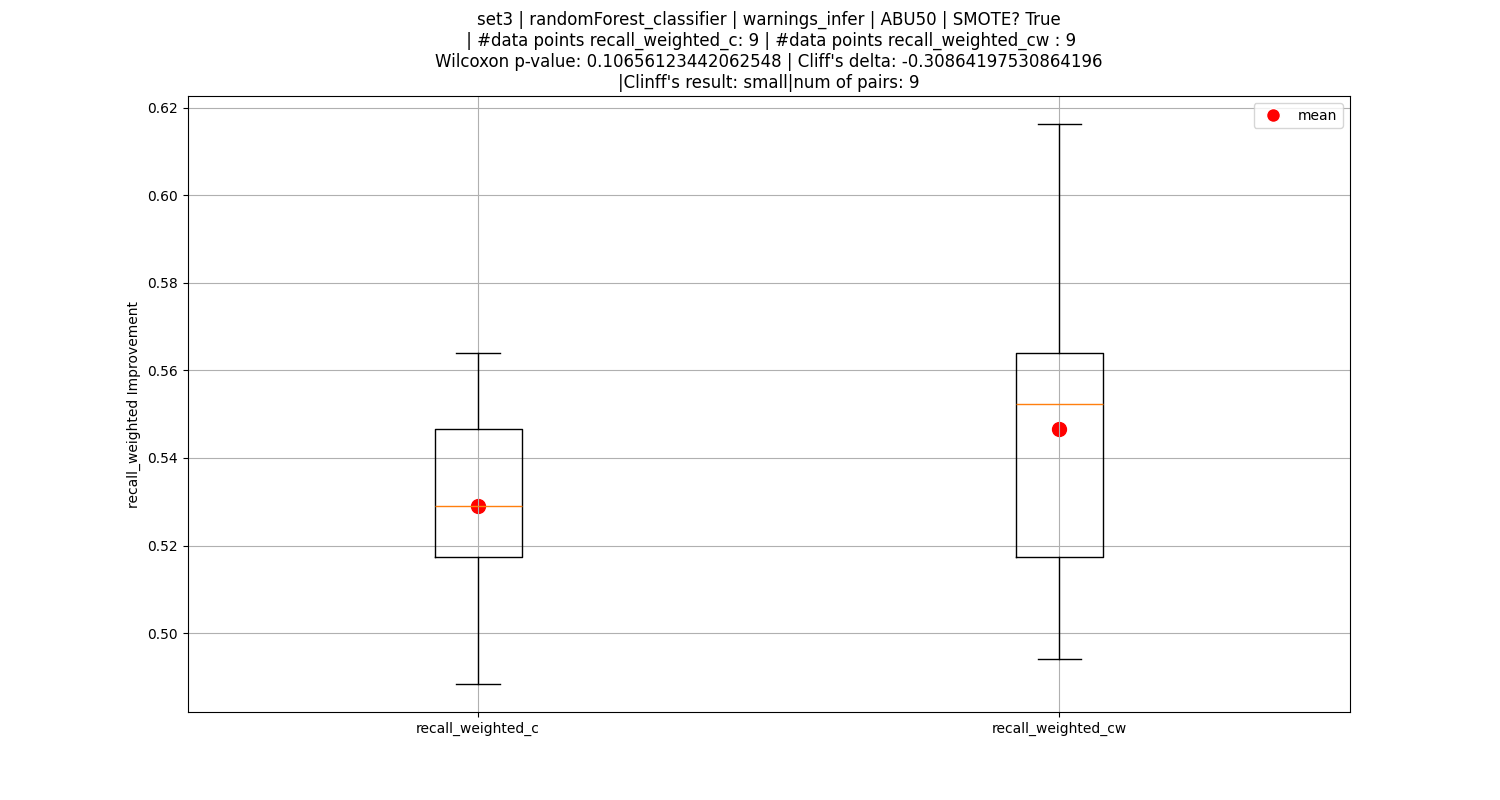 set3 | randomForest_classifier | warnings_infer | ABU50 | SMOTE? True
| #data points recall_weighted_c: 9 | #data points recall_weighted_cw : 9
Wilcoxon p-value: 0.10656123442062548 | Cliff's delta: -0.30864197530864196
|Clinff's result: small|num of pairs: 9
mean
recall_weighted Improvement
0.62
0.60
0.58
0.56
0.54
0.52
0.50
recall_weighted_c
recall_weighted_cw